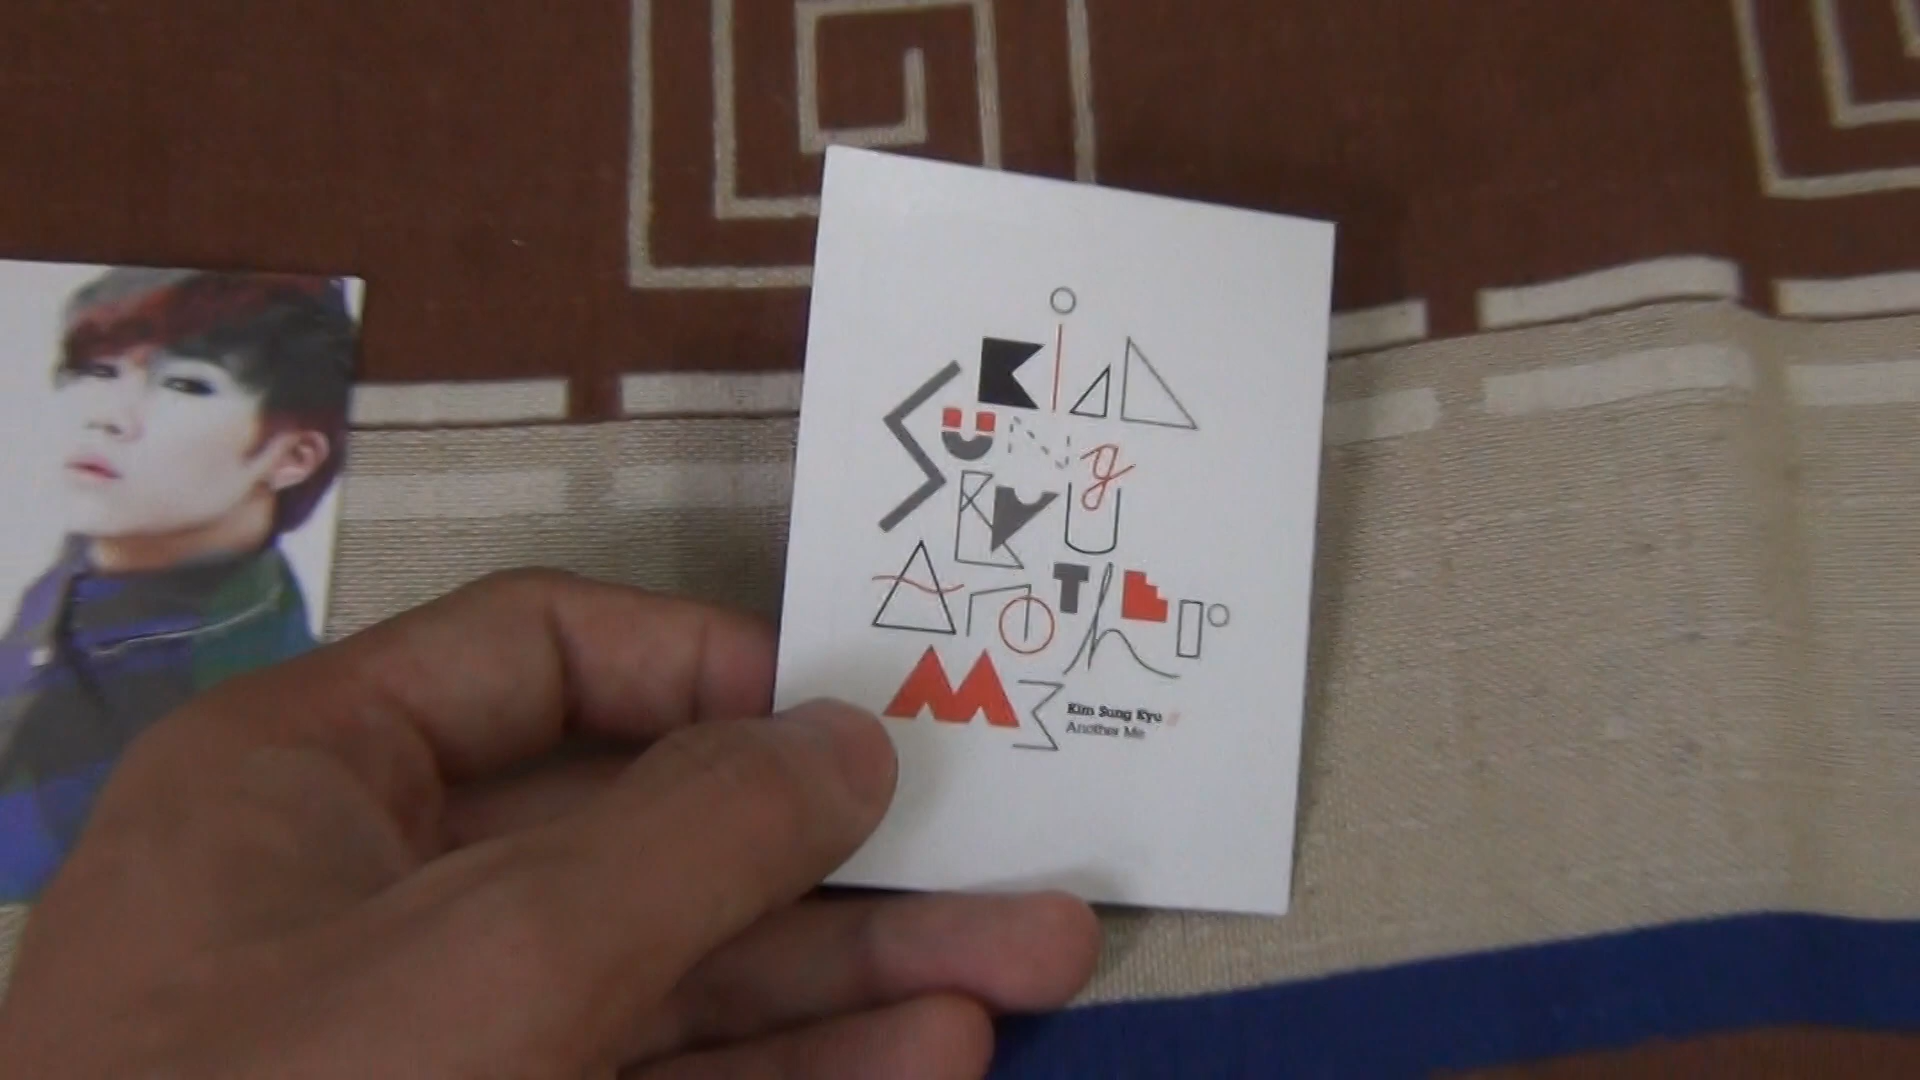 Kim
Sung
Kyu
Another
Me
Kim Sung Kyu
Another Me